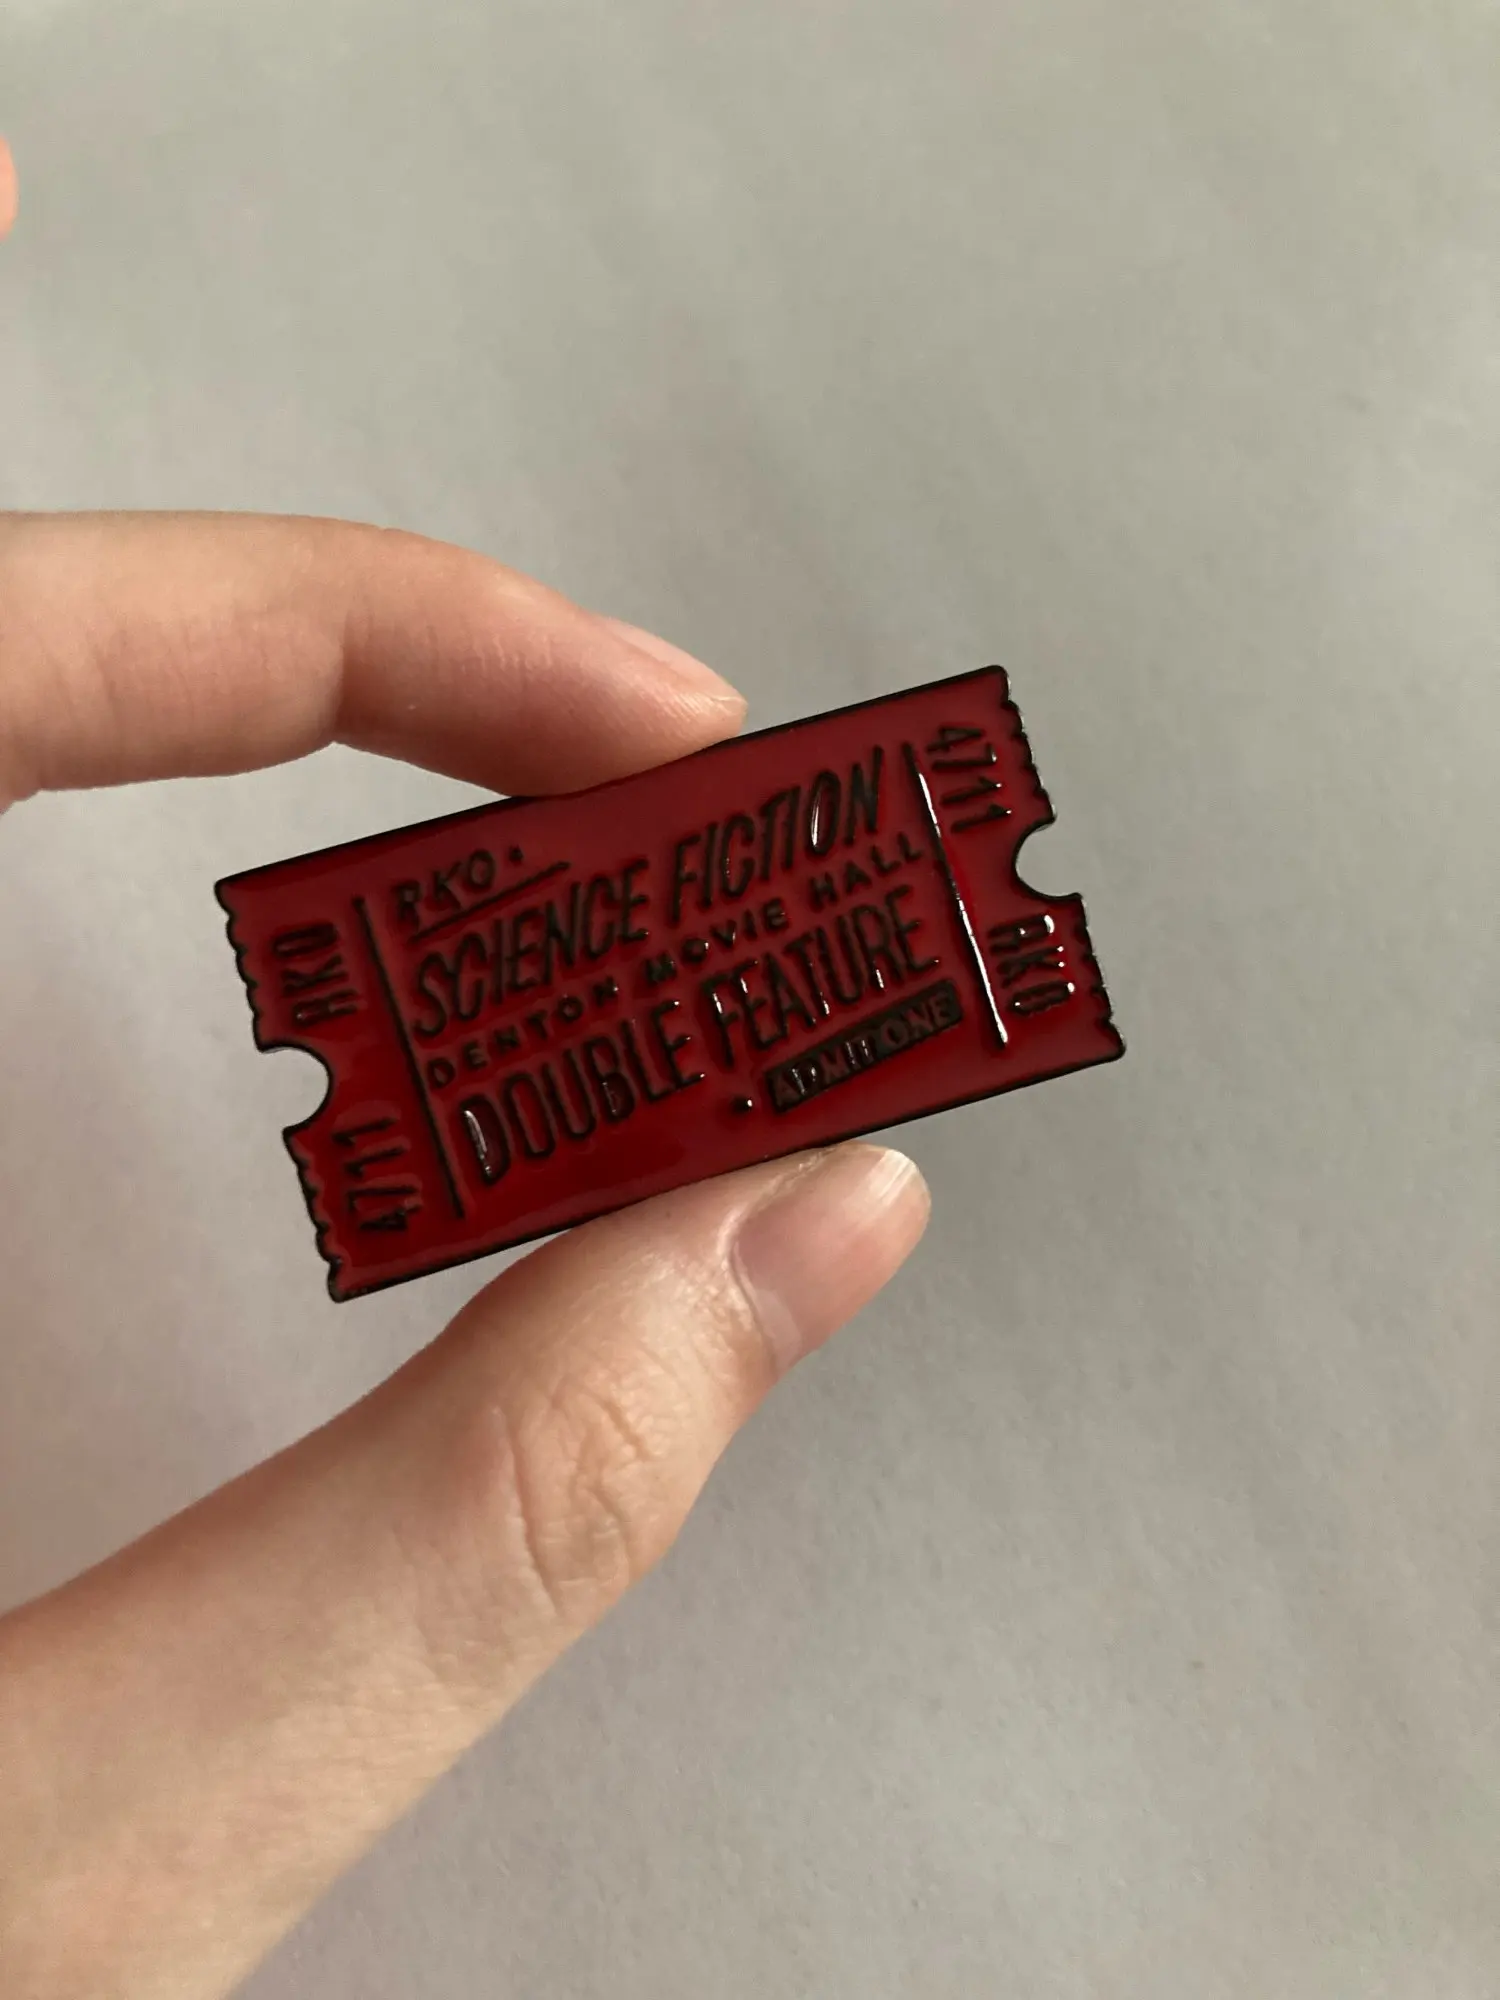 RKO.
SCIENCE FICTION
DENTON MOVIE HALL
DOUBLE FEATURE
ADMIT ONE
RKO
4711
4711
RKO